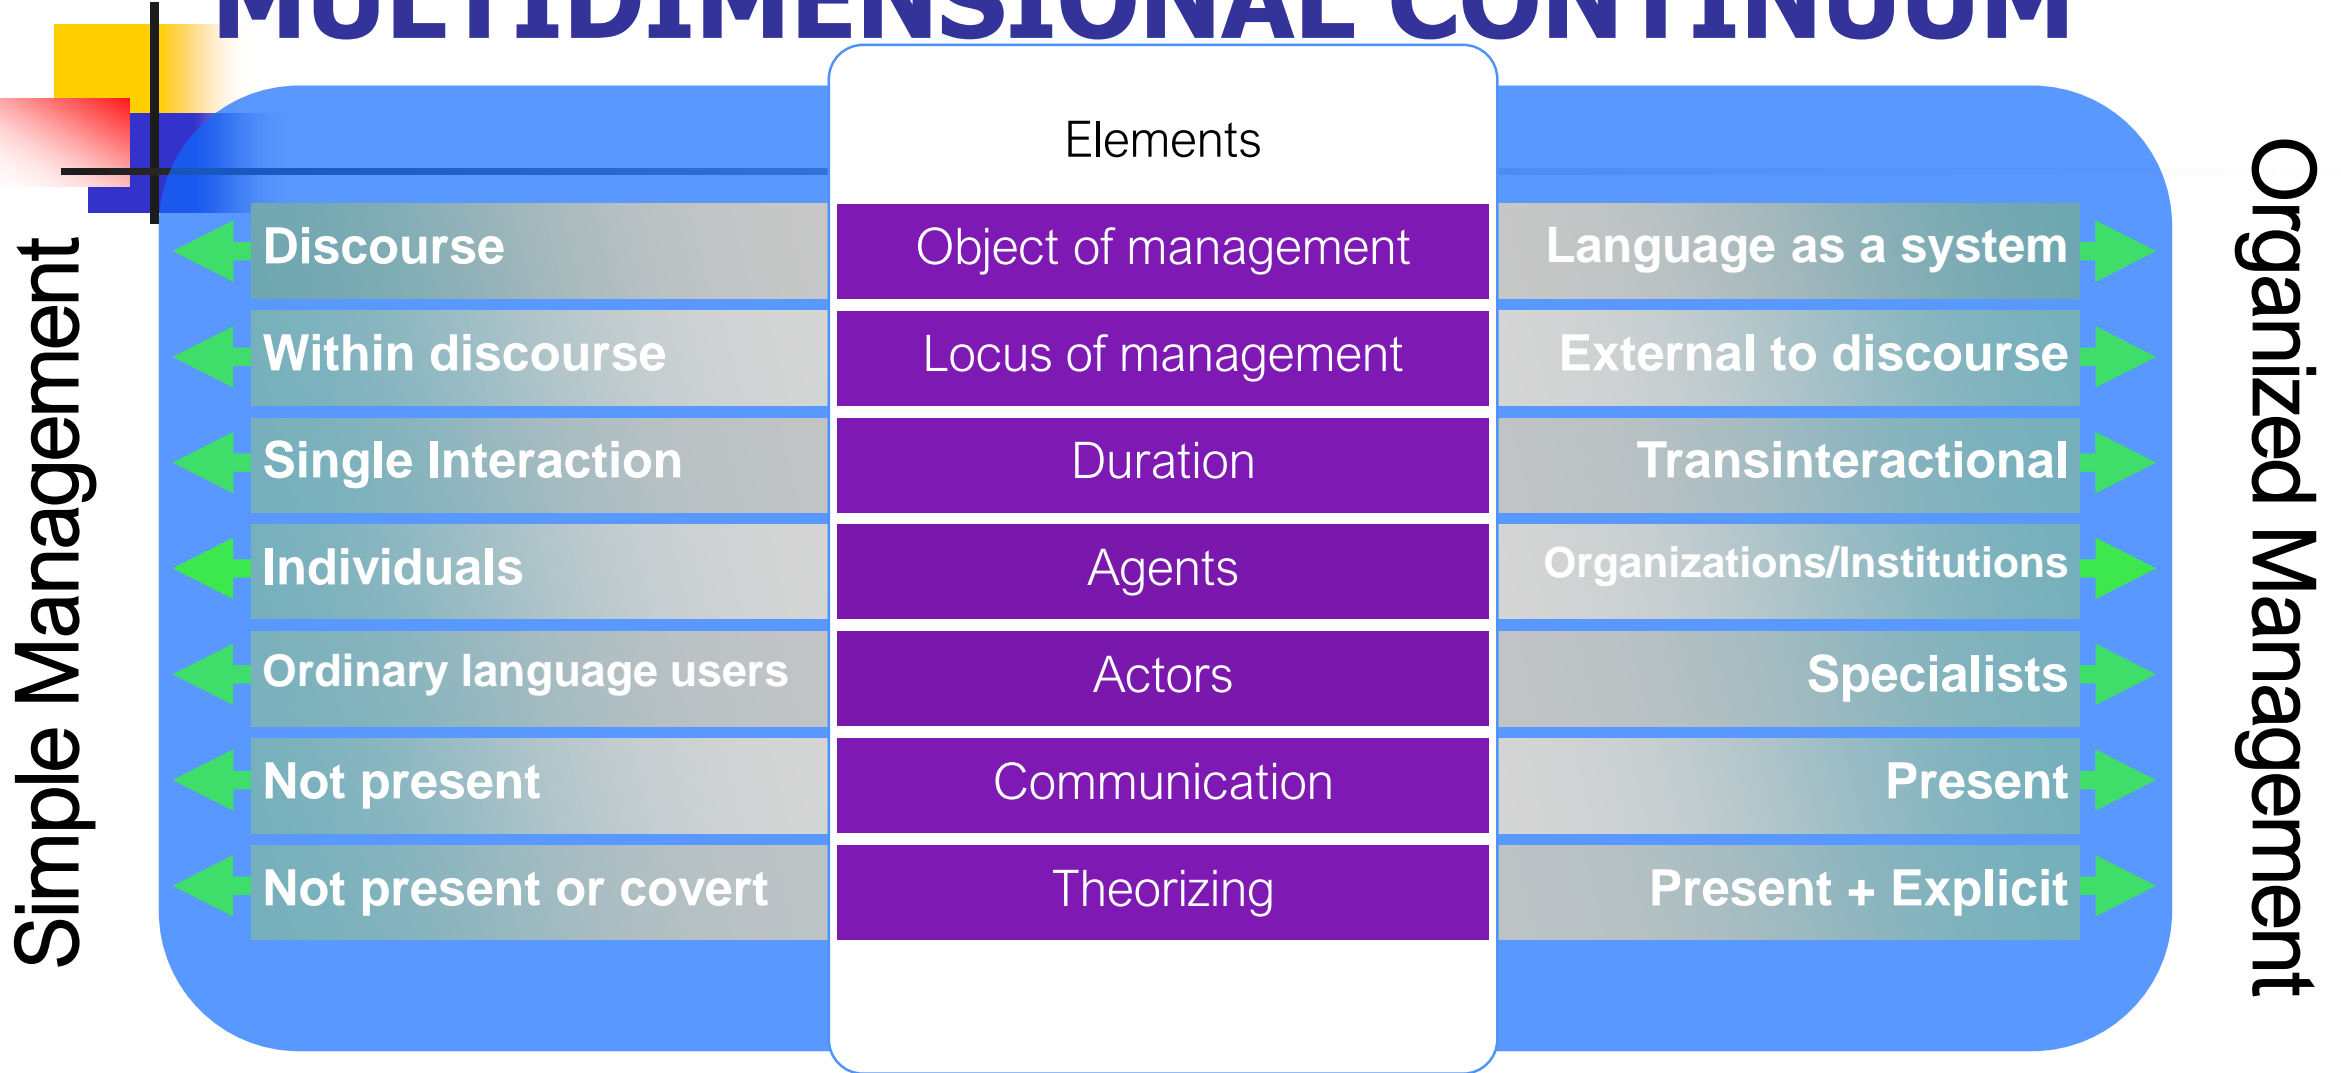 MULTIDIMENSIONAL CONTINUUM
Elements
Simple Management
Organized Management
Discourse Object of management Language as a system
Within discourse Locus of management External to discourse
Single Interaction Duration Transinteractional
Individuals Agents Organizations/Institutions
Ordinary language users Actors Specialists
Not present Communication Present
Not present or covert Theorizing Present + Explicit